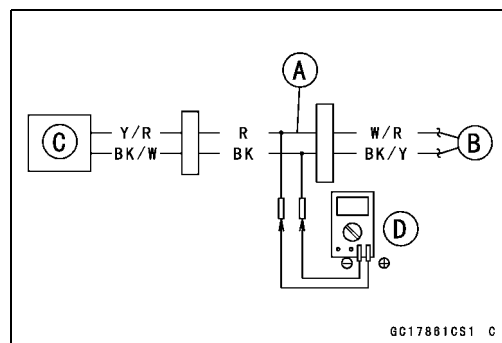 A
C Y/R R W/R B
BK/W BK BK/Y
D
⊖ ⊕
GC17861CS1 C